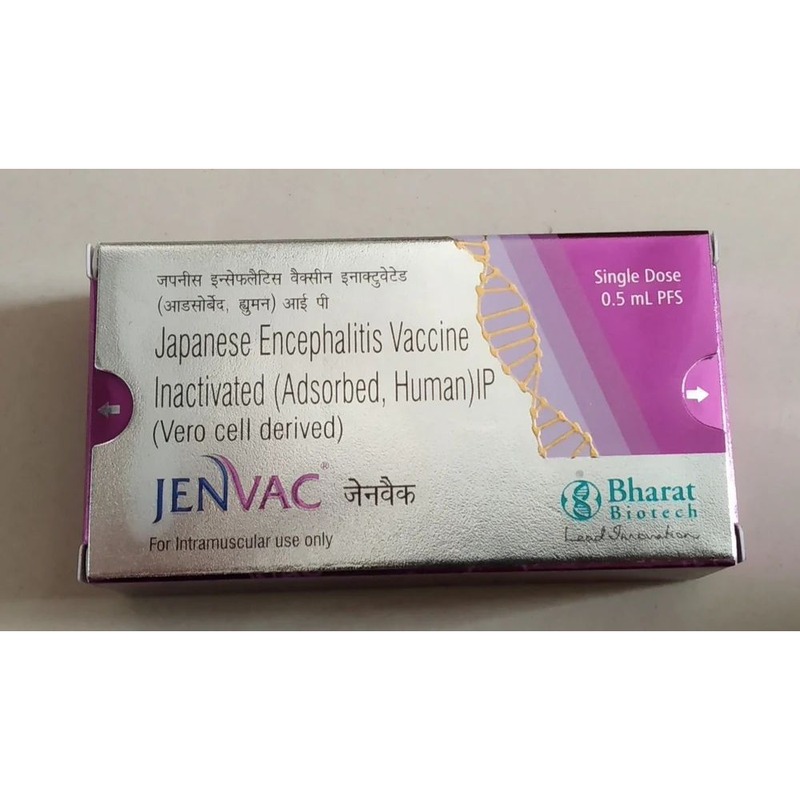 जपनीस इन्सेफलैटिस वैक्सीन इनाक्टुवेटेड
(आडसोर्बेद, ह्युमन) आई पी
Japanese Encephalitis Vaccine
Inactivated (Adsorbed, Human)IP
(Vero cell derived)
JENVAC® जेनवैक
For Intramuscular use only
Single Dose
0.5 mL PFS
Bharat
Biotech
Lead Innovation